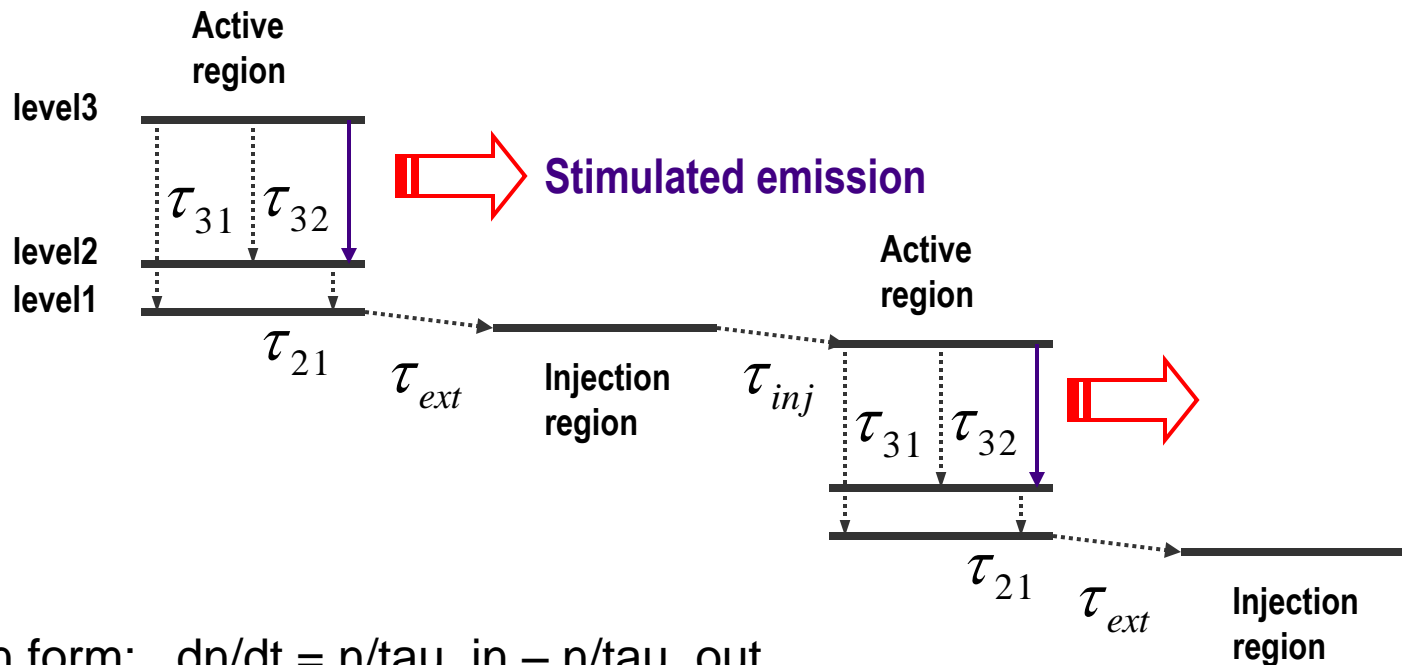 Active
region
level3
τ31 τ32
Stimulated emission
level2
level1
τ21
τext
Injection
region
τinj
Active
region
τ31 τ32
τ21
τext
Injection
region
form: dn/dt = n/tau_in – n/tau_out